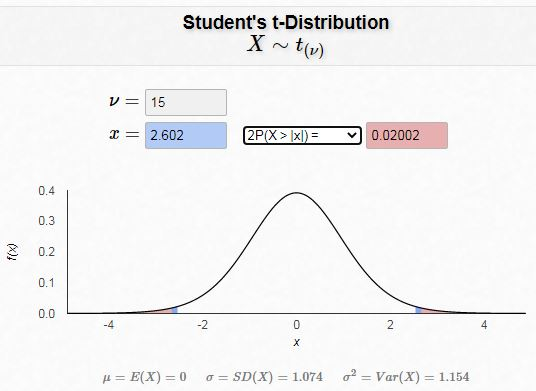 Student's t-Distribution
X ∼ t(ν)
ν = 15
x = 2.602 2P(X > |x|) = 0.02002
0.4
0.3
0.2
0.1
0.0
f(x)
-4 -2 0 2 4
x
μ = E(X) = 0 σ = SD(X) = 1.074 σ² = Var(X) = 1.154